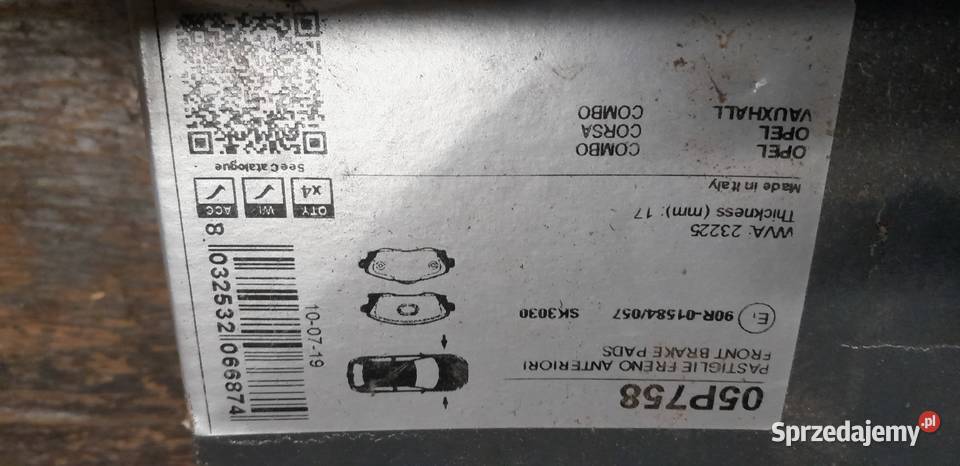 05P758
PASTIGLIE FRENO ANTERIORI
FRONT BRAKE PADS
E1 90R-01584/057 SK3030
WVA: 23225
Thickness (mm): 17
Made in Italy
OPEL COMBO
OPEL CORSA
VAUXHALL COMBO
10-07-19
8 032532 066874
QTY WI ACC
x4
See Catalogue
Sprzedajemy.pl